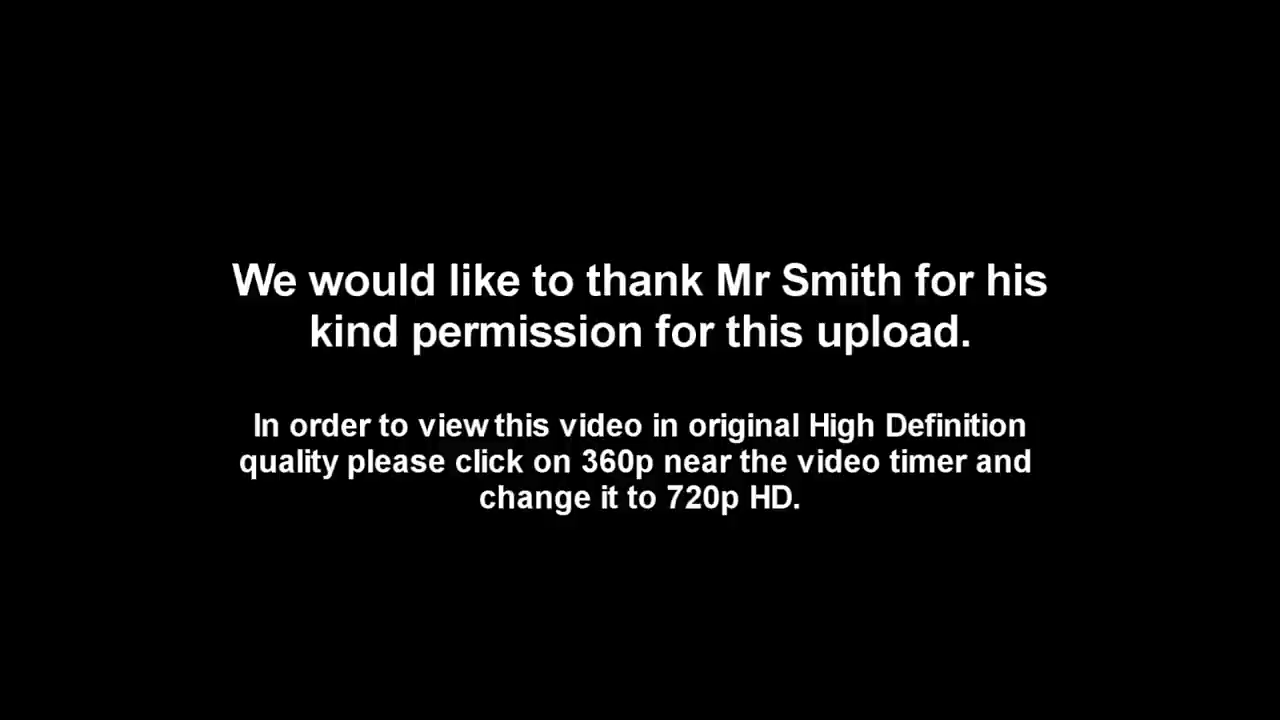 We would like to thank Mr Smith for his
kind permission for this upload.
In order to view this video in original High Definition
quality please click on 360p near the video timer and
change it to 720p HD.